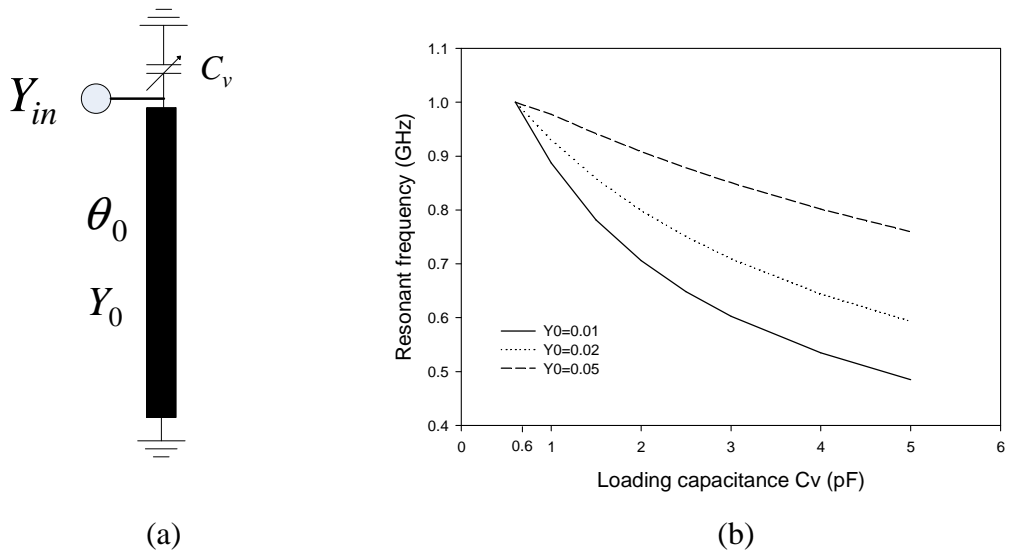 C_v
Y_in
θ_0
Y_0
(a)
Resonant frequency (GHz)
1.1
1.0
0.9
0.8
0.7
0.6
0.5
0.4
Y0=0.01
Y0=0.02
Y0=0.05
0 0.6 1 2 3 4 5 6
Loading capacitance Cv (pF)
(b)